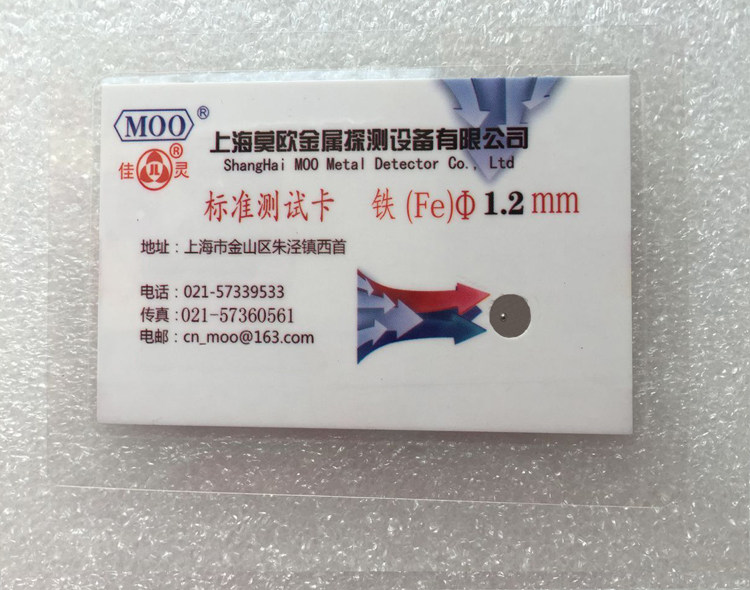 MOO®
佳 ® 灵
上海莫欧金属探测设备有限公司
ShangHai MOO Metal Detector Co., Ltd
标准测试卡 铁 (Fe)Φ 1.2 mm
地址：上海市金山区朱泾镇西首
电话：021-57339533
传真：021-57360561
电邮：cn_moo@163.com